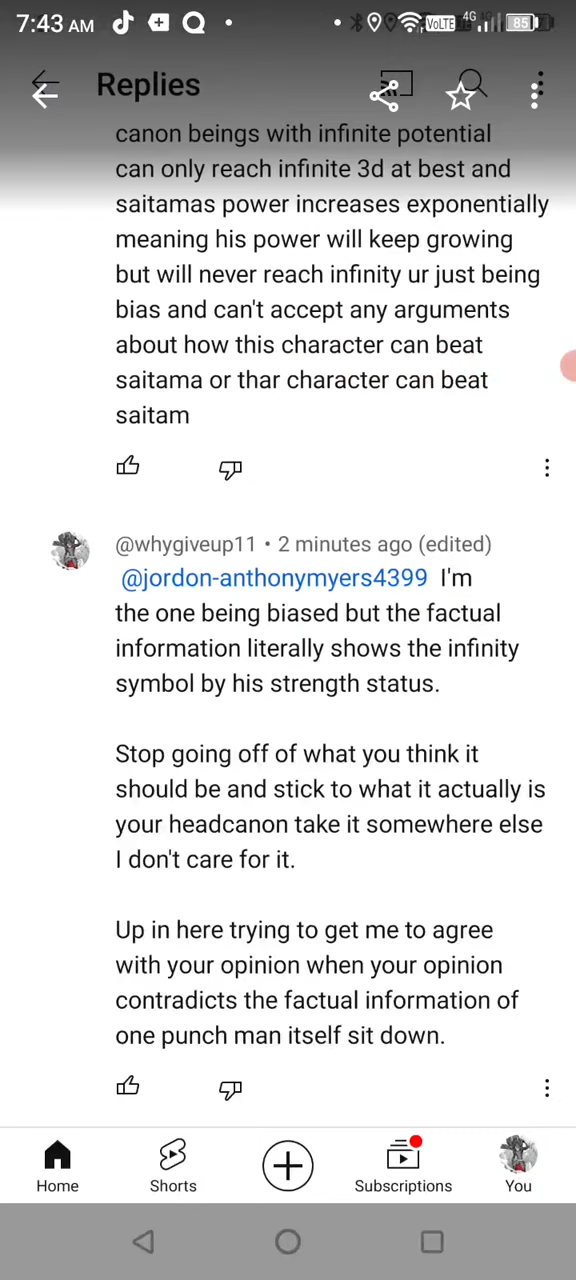 7:43 AM
VoLTE 4G 85
Replies
canon beings with infinite potential
can only reach infinite 3d at best and
saitamas power increases exponentially
meaning his power will keep growing
but will never reach infinity ur just being
bias and can't accept any arguments
about how this character can beat
saitama or thar character can beat
saitam
@whygiveup11 • 2 minutes ago (edited)
@jordon-anthonymyers4399 I'm
the one being biased but the factual
information literally shows the infinity
symbol by his strength status.
Stop going off of what you think it
should be and stick to what it actually is
your headcanon take it somewhere else
I don't care for it.
Up in here trying to get me to agree
with your opinion when your opinion
contradicts the factual information of
one punch man itself sit down.
Home Shorts Subscriptions You